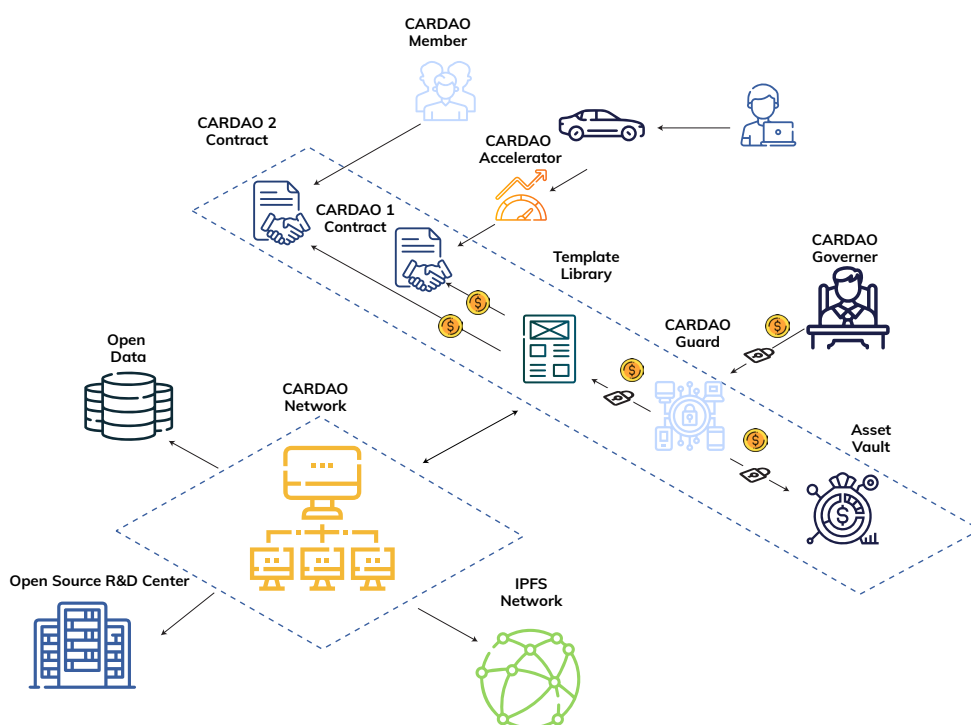 CARDAO
Member
CARDAO 2
Contract
CARDAO
Accelerator
CARDAO 1
Contract
Template
Library
CARDAO
Governer
CARDAO
Guard
Open
Data
CARDAO
Network
Asset
Vault
Open Source R&D Center
IPFS
Network